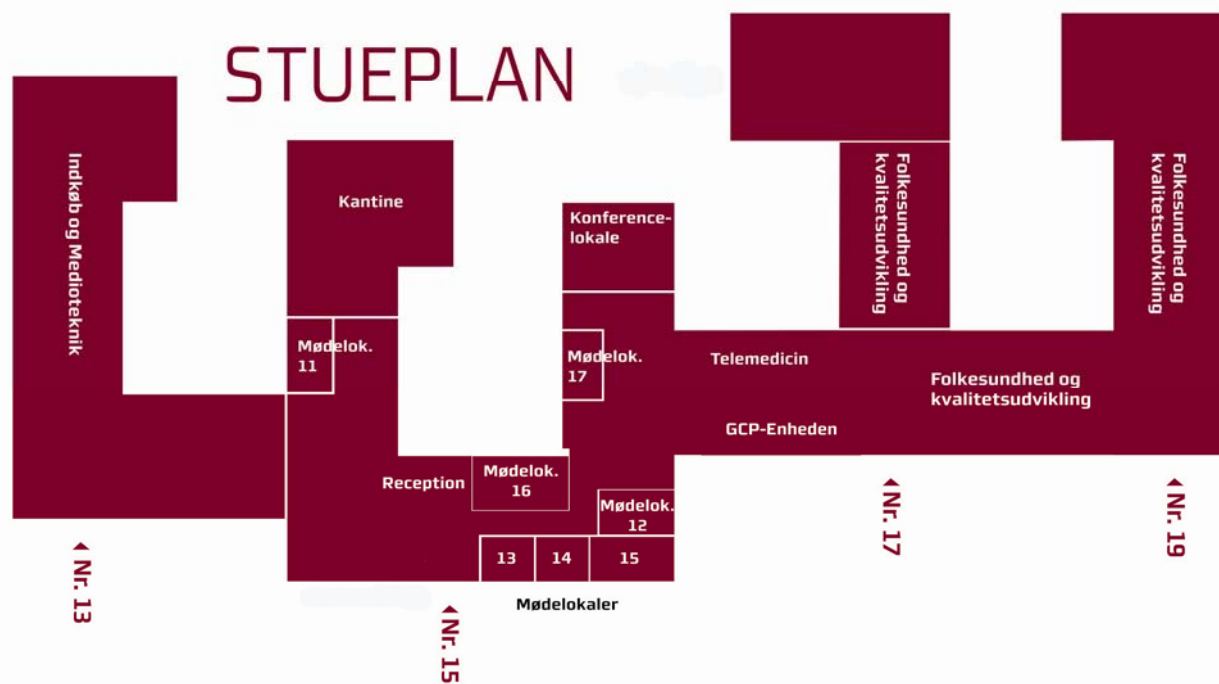 STUEPLAN
Indkøb og Medioteknik
Kantine
Konference-
lokale
Folkesundhed og
kvalitetsudvikling
Folkesundhed og
kvalitetsudvikling
Mødelok.
11
Mødelok.
17
Telemedicin
Folkesundhed og
kvalitetsudvikling
GCP-Enheden
Reception
Mødelok.
16
Mødelok.
12
13
14
15
Mødelokaler
Nr. 13
Nr. 15
Nr. 17
Nr. 19